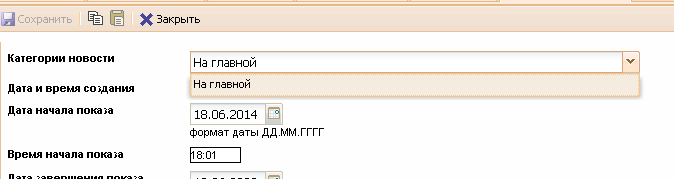 Сохранить Закрыть
Категории новости На главной
На главной
Дата и время создания
Дата начала показа 18.06.2014
формат даты ДД.ММ.ГГГГ
Время начала показа 18:01
Дата завершения показа